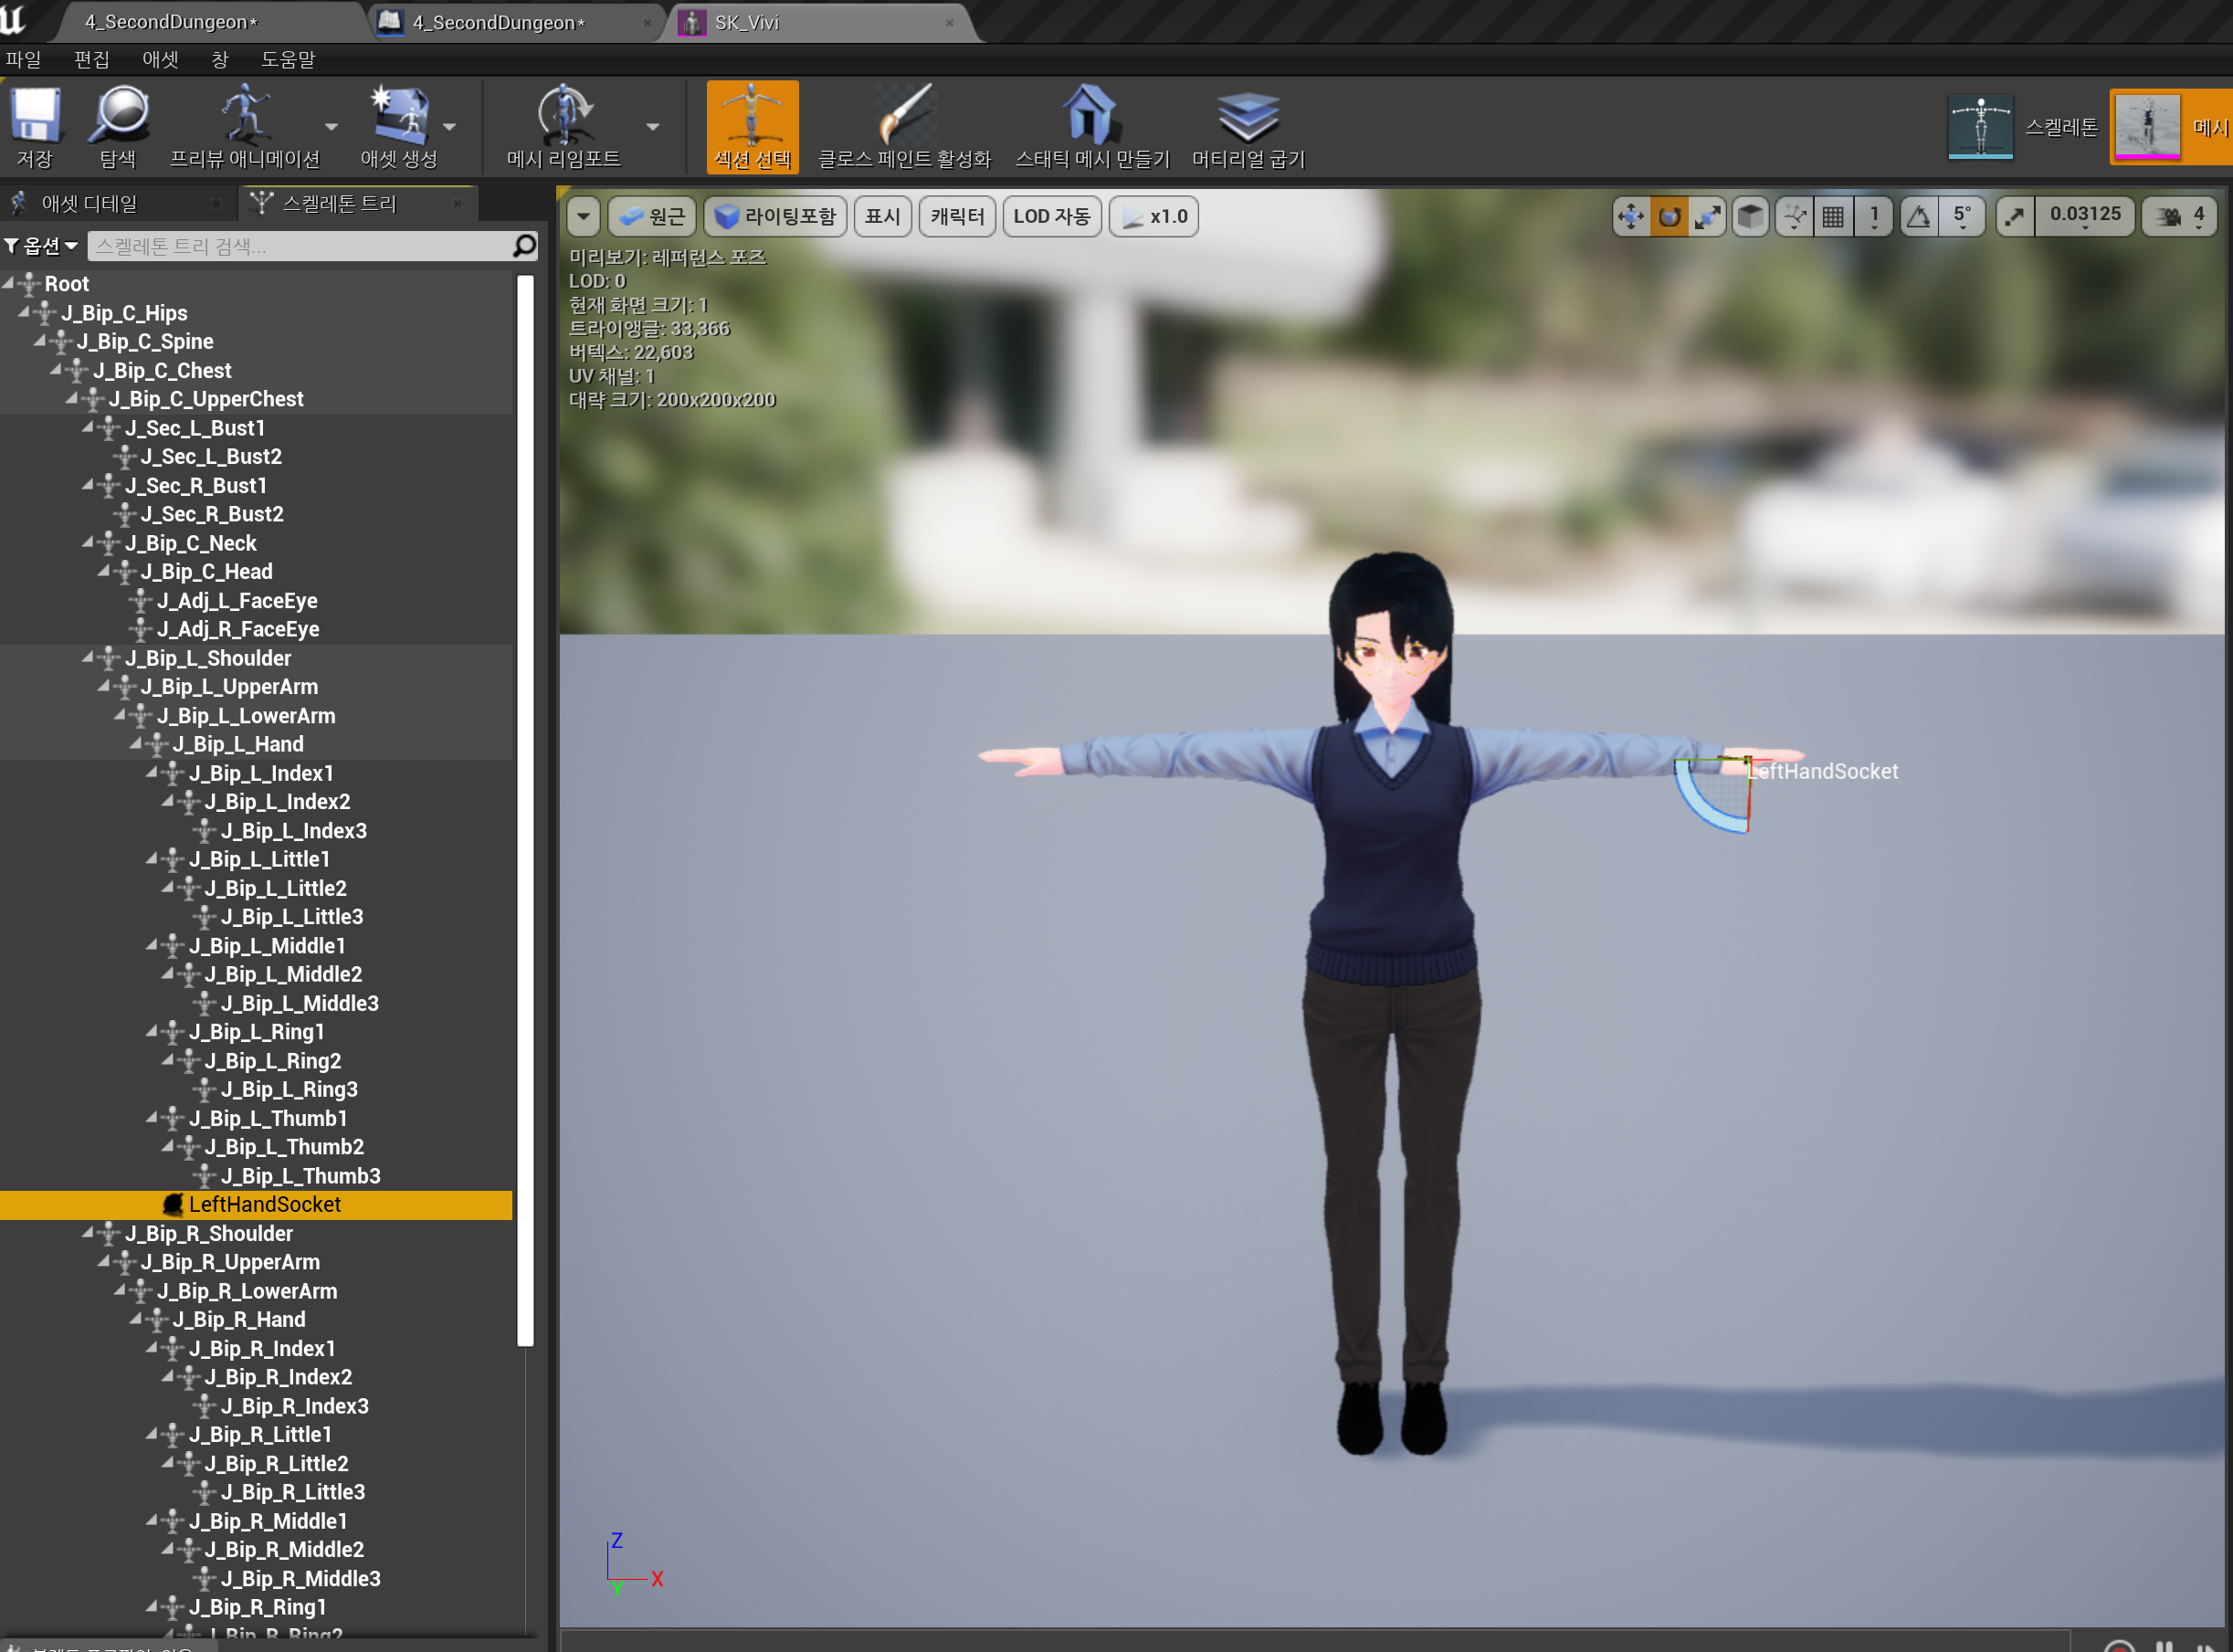 4_SecondDungeon*
4_SecondDungeon*
SK_Vivi
파일 편집 애셋 창 도움말
저장
탐색
프리뷰 애니메이션
애셋 생성
메시 리임포트
섹션 선택
클로스 페인트 활성화
스태틱 메시 만들기
머티리얼 굽기
스켈레톤
메시
애셋 디테일
스켈레톤 트리
옵션
스켈레톤 트리 검색...
Root
J_Bip_C_Hips
J_Bip_C_Spine
J_Bip_C_Chest
J_Bip_C_UpperChest
J_Sec_L_Bust1
J_Sec_L_Bust2
J_Sec_R_Bust1
J_Sec_R_Bust2
J_Bip_C_Neck
J_Bip_C_Head
J_Adj_L_FaceEye
J_Adj_R_FaceEye
J_Bip_L_Shoulder
J_Bip_L_UpperArm
J_Bip_L_LowerArm
J_Bip_L_Hand
J_Bip_L_Index1
J_Bip_L_Index2
J_Bip_L_Index3
J_Bip_L_Little1
J_Bip_L_Little2
J_Bip_L_Little3
J_Bip_L_Middle1
J_Bip_L_Middle2
J_Bip_L_Middle3
J_Bip_L_Ring1
J_Bip_L_Ring2
J_Bip_L_Ring3
J_Bip_L_Thumb1
J_Bip_L_Thumb2
J_Bip_L_Thumb3
LeftHandSocket
J_Bip_R_Shoulder
J_Bip_R_UpperArm
J_Bip_R_LowerArm
J_Bip_R_Hand
J_Bip_R_Index1
J_Bip_R_Index2
J_Bip_R_Index3
J_Bip_R_Little1
J_Bip_R_Little2
J_Bip_R_Little3
J_Bip_R_Middle1
J_Bip_R_Middle2
J_Bip_R_Middle3
J_Bip_R_Ring1
J_Bip_R_Ring2
원근 라이팅포함 표시 캐릭터 LOD 자동 x1.0
1 5° 0.03125 4
미리보기: 레퍼런스 포즈
LOD: 0
현재 화면 크기: 1
트라이앵글: 33,366
버텍스: 22,603
UV 채널: 1
대략 크기: 200x200x200
LeftHandSocket
Z
Y X